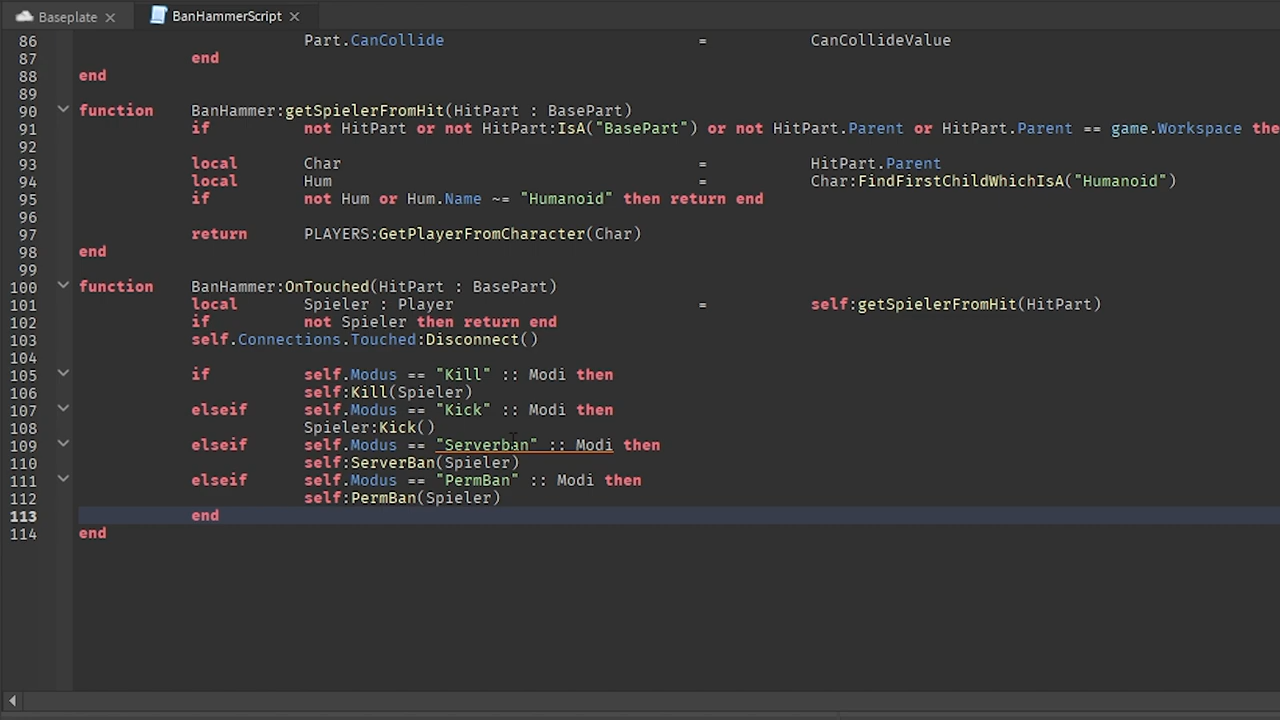 Baseplate
BanHammerScript
86 Part.CanCollide = CanCollideValue
87 end
88 end
89
90 function BanHammer:getSpielerFromHit(HitPart : BasePart)
91 if not HitPart or not HitPart:IsA("BasePart") or not HitPart.Parent or HitPart.Parent == game.Workspace the
92
93 local Char = HitPart.Parent
94 local Hum = Char:FindFirstChildWhichIsA("Humanoid")
95 if not Hum or Hum.Name ~= "Humanoid" then return end
96
97 return PLAYERS:GetPlayerFromCharacter(Char)
98 end
99
100 function BanHammer:OnTouched(HitPart : BasePart)
101 local Spieler : Player = self:getSpielerFromHit(HitPart)
102 if not Spieler then return end
103 self.Connections.Touched:Disconnect()
104
105 if self.Modus == "Kill" :: Modi then
106 self:Kill(Spieler)
107 elseif self.Modus == "Kick" :: Modi then
108 Spieler:Kick()
109 elseif self.Modus == "Serverban" :: Modi then
110 self:ServerBan(Spieler)
111 elseif self.Modus == "PermBan" :: Modi then
112 self:PermBan(Spieler)
113 end
114 end